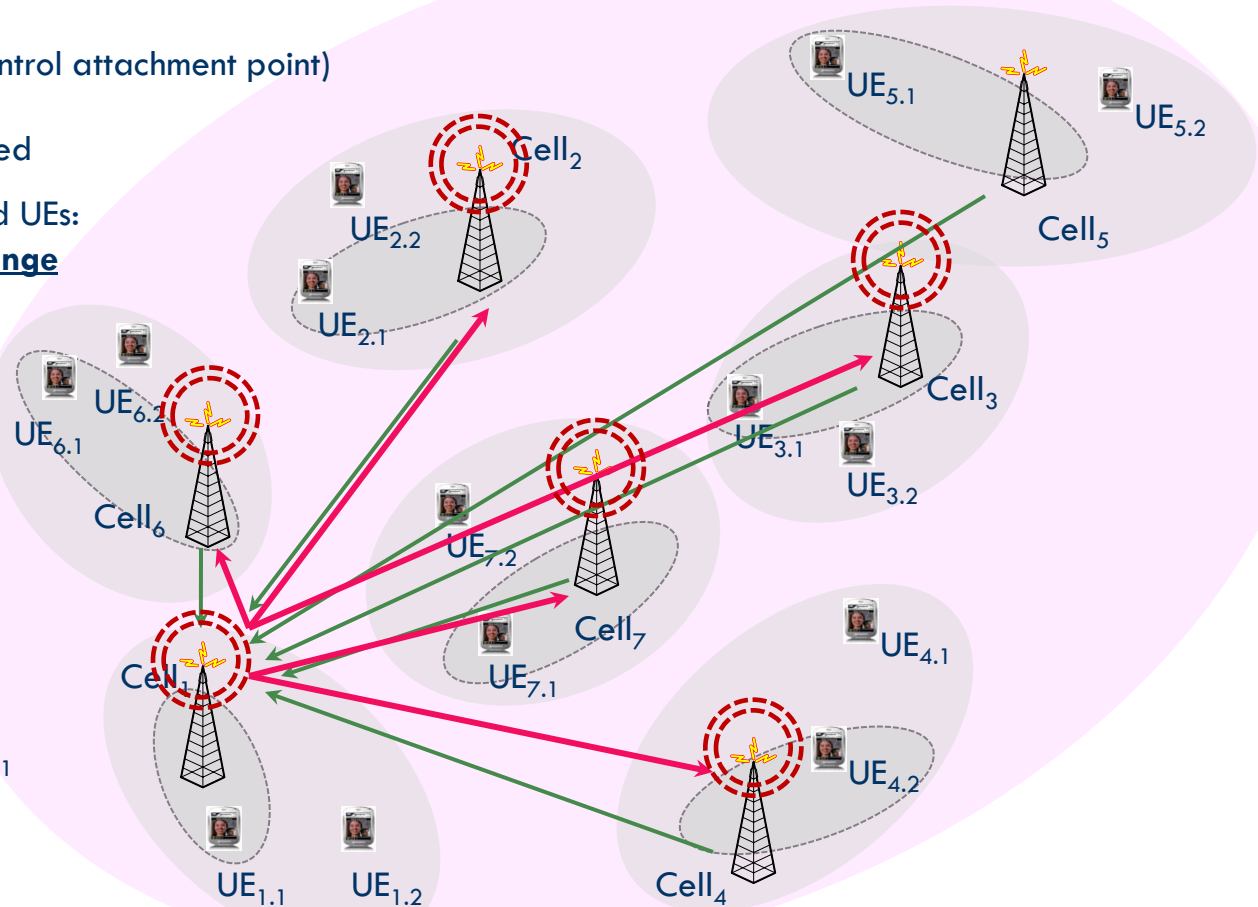 ntrol attachment point)
ed
d UEs:
nge
1
Cell2
UE2.2
UE2.1
UE5.1
UE5.2
Cell5
Cell3
UE3.1
UE3.2
UE6.2
UE6.1
Cell6
UE7.2
Cell7
UE7.1
Cell1
UE1.1
UE1.2
UE4.1
UE4.2
Cell4